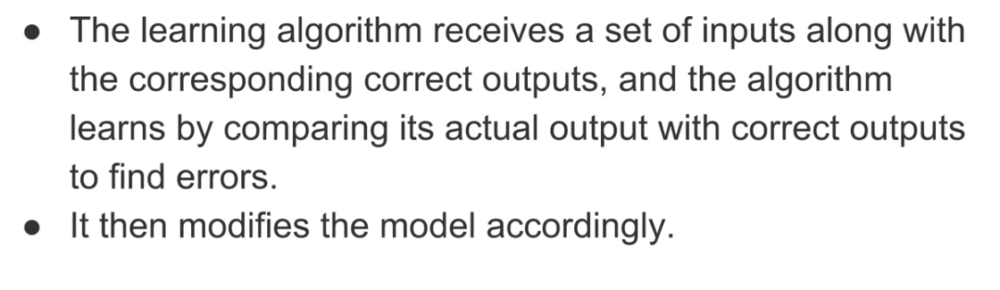 ● The learning algorithm receives a set of inputs along with
the corresponding correct outputs, and the algorithm
learns by comparing its actual output with correct outputs
to find errors.
● It then modifies the model accordingly.